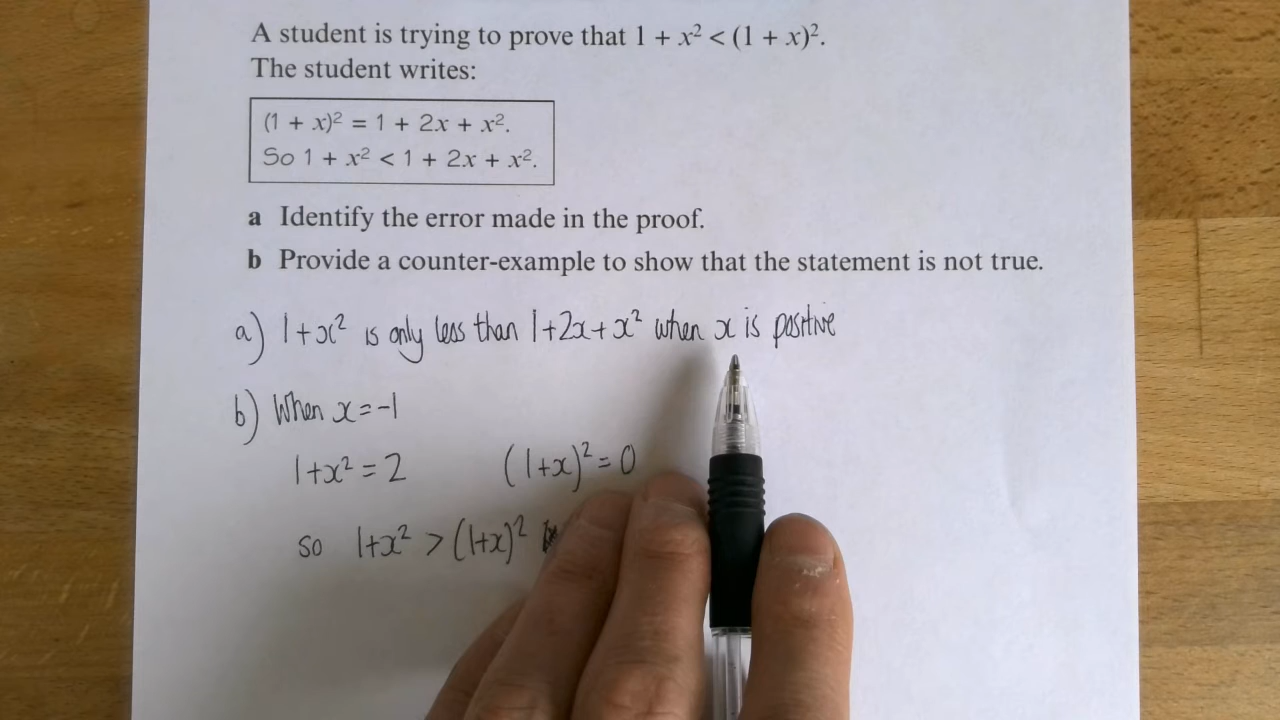 A student is trying to prove that 1 + x² < (1 + x)².
The student writes:
(1 + x)² = 1 + 2x + x².
So 1 + x² < 1 + 2x + x².
a Identify the error made in the proof.
b Provide a counter-example to show that the statement is not true.
a) 1+x² is only less than 1+2x+x² when x is positive
b) When x=-1
1+x² = 2 (1+x)² = 0
so 1+x² > (1+x)²